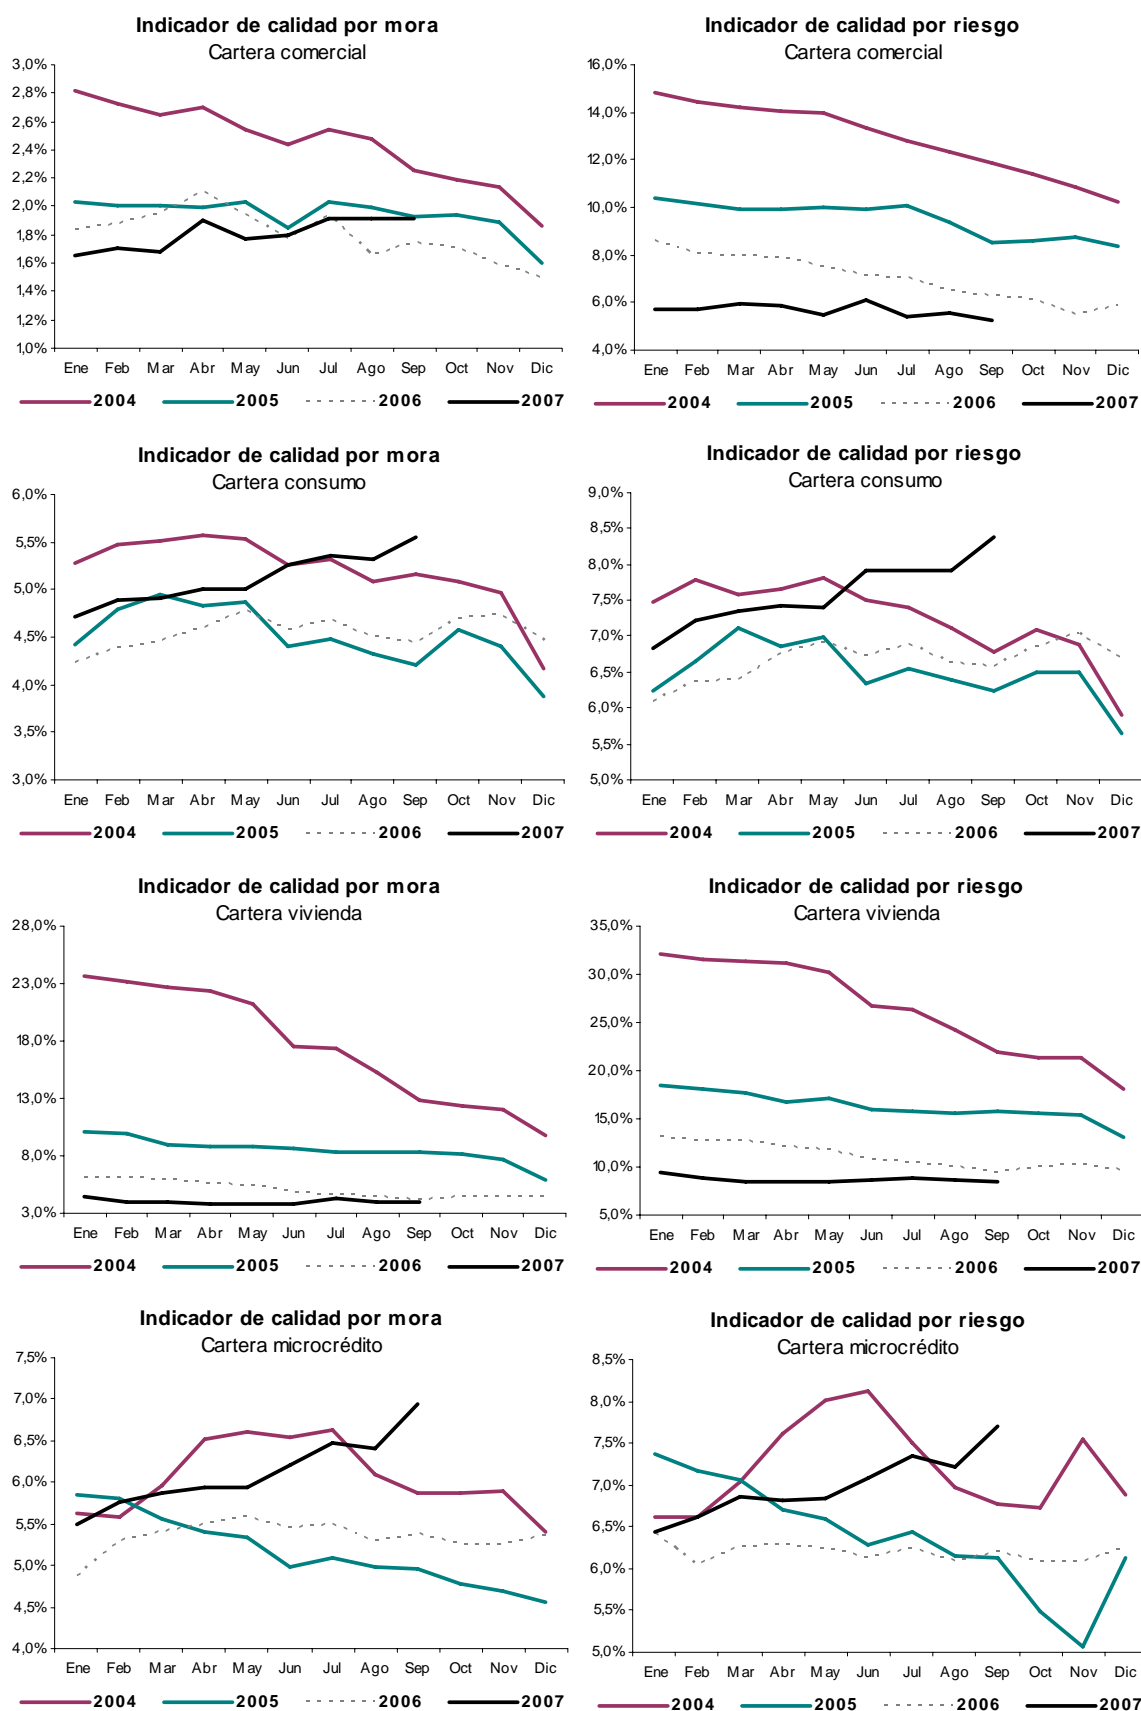 Indicador de calidad por mora
Cartera comercial
3,0%
2,8%
2,6%
2,4%
2,2%
2,0%
1,8%
1,6%
1,4%
1,2%
1,0%
Ene Feb Mar Abr May Jun Jul Ago Sep Oct Nov Dic
2004 2005 2006 2007
Indicador de calidad por riesgo
Cartera comercial
16,0%
14,0%
12,0%
10,0%
8,0%
6,0%
4,0%
Ene Feb Mar Abr May Jun Jul Ago Sep Oct Nov Dic
2004 2005 2006 2007
Indicador de calidad por mora
Cartera consumo
6,0%
5,5%
5,0%
4,5%
4,0%
3,5%
3,0%
Ene Feb Mar Abr May Jun Jul Ago Sep Oct Nov Dic
2004 2005 2006 2007
Indicador de calidad por riesgo
Cartera consumo
9,0%
8,5%
8,0%
7,5%
7,0%
6,5%
6,0%
5,5%
5,0%
Ene Feb Mar Abr May Jun Jul Ago Sep Oct Nov Dic
2004 2005 2006 2007
Indicador de calidad por mora
Cartera vivienda
28,0%
23,0%
18,0%
13,0%
8,0%
3,0%
Ene Feb Mar Abr May Jun Jul Ago Sep Oct Nov Dic
2004 2005 2006 2007
Indicador de calidad por riesgo
Cartera vivienda
35,0%
30,0%
25,0%
20,0%
15,0%
10,0%
5,0%
Ene Feb Mar Abr May Jun Jul Ago Sep Oct Nov Dic
2004 2005 2006 2007
Indicador de calidad por mora
Cartera microcrédito
7,5%
7,0%
6,5%
6,0%
5,5%
5,0%
4,5%
4,0%
Ene Feb Mar Abr May Jun Jul Ago Sep Oct Nov Dic
2004 2005 2006 2007
Indicador de calidad por riesgo
Cartera microcrédito
8,5%
8,0%
7,5%
7,0%
6,5%
6,0%
5,5%
5,0%
Ene Feb Mar Abr May Jun Jul Ago Sep Oct Nov Dic
2004 2005 2006 2007